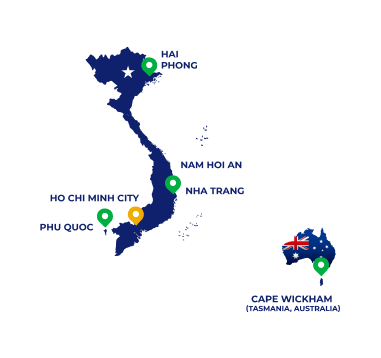 HAI
PHONG
NAM HOI AN
NHA TRANG
HO CHI MINH CITY
PHU QUOC
CAPE WICKHAM
(TASMANIA, AUSTRALIA)